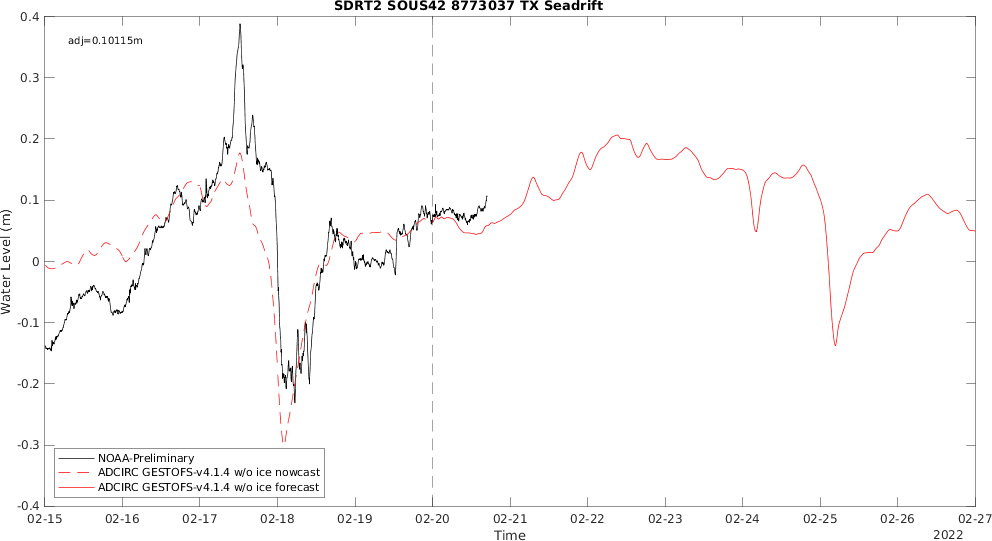 SDRT2 SOUS42 8773037 TX Seadrift
adj=0.10115m
0.4
0.3
0.2
0.1
0
-0.1
-0.2
-0.3
-0.4
Water Level (m)
NOAA-Preliminary
ADCIRC GESTOFS-v4.1.4 w/o ice nowcast
ADCIRC GESTOFS-v4.1.4 w/o ice forecast
02-15 02-16 02-17 02-18 02-19 02-20 02-21 02-22 02-23 02-24 02-25 02-26 02-27
Time
2022